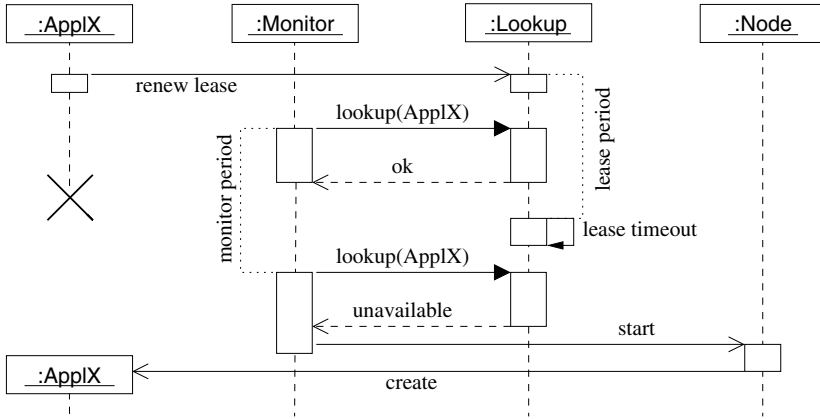 :ApplX :Monitor :Lookup :Node
renew lease
lookup(ApplX)
lease period
monitor period
ok
lease timeout
lookup(ApplX)
unavailable
start
:ApplX
create